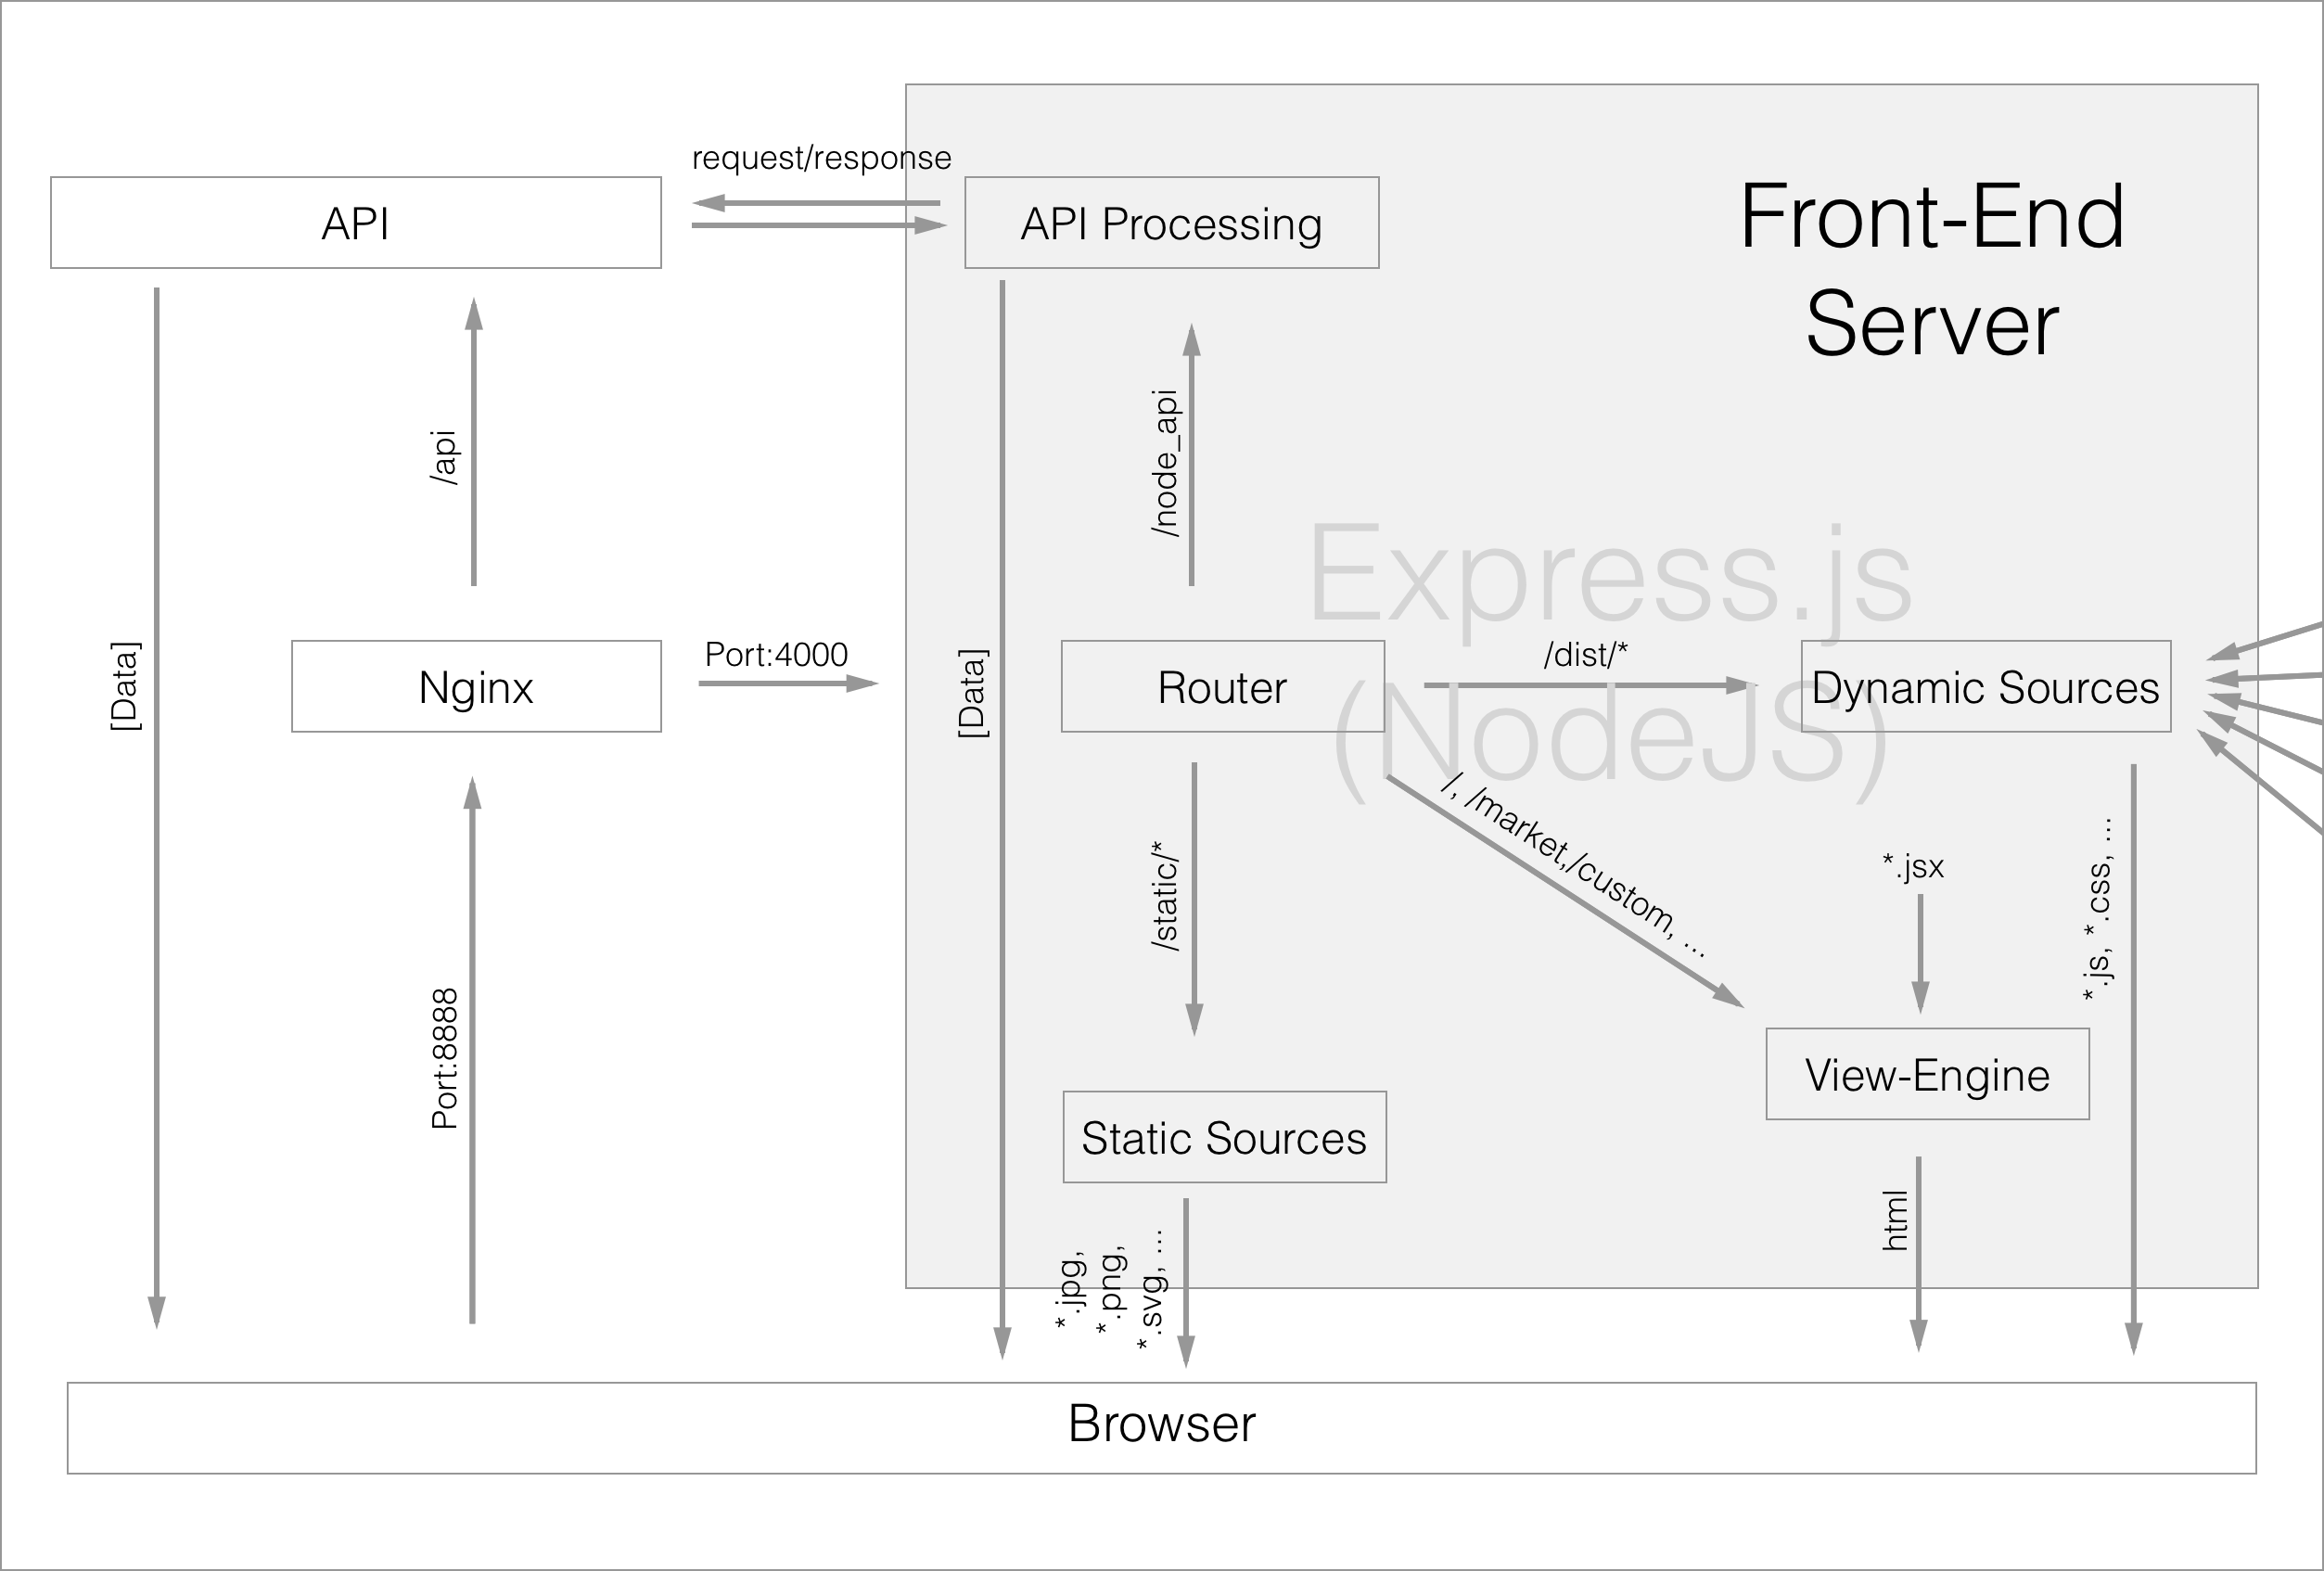 request/response
API
API Processing
Front-End
Server
/api
/node_api
Express.js
(NodeJS)
[Data]
Nginx
Port:4000
[Data]
Router
/dist/*
Dynamic Sources
/, /market,/custom, ...
/static/*
*.jsx
*.js, *.css, ...
Port:8888
View-Engine
Static Sources
html
*.jpg,
*.png,
*.svg, ...
Browser